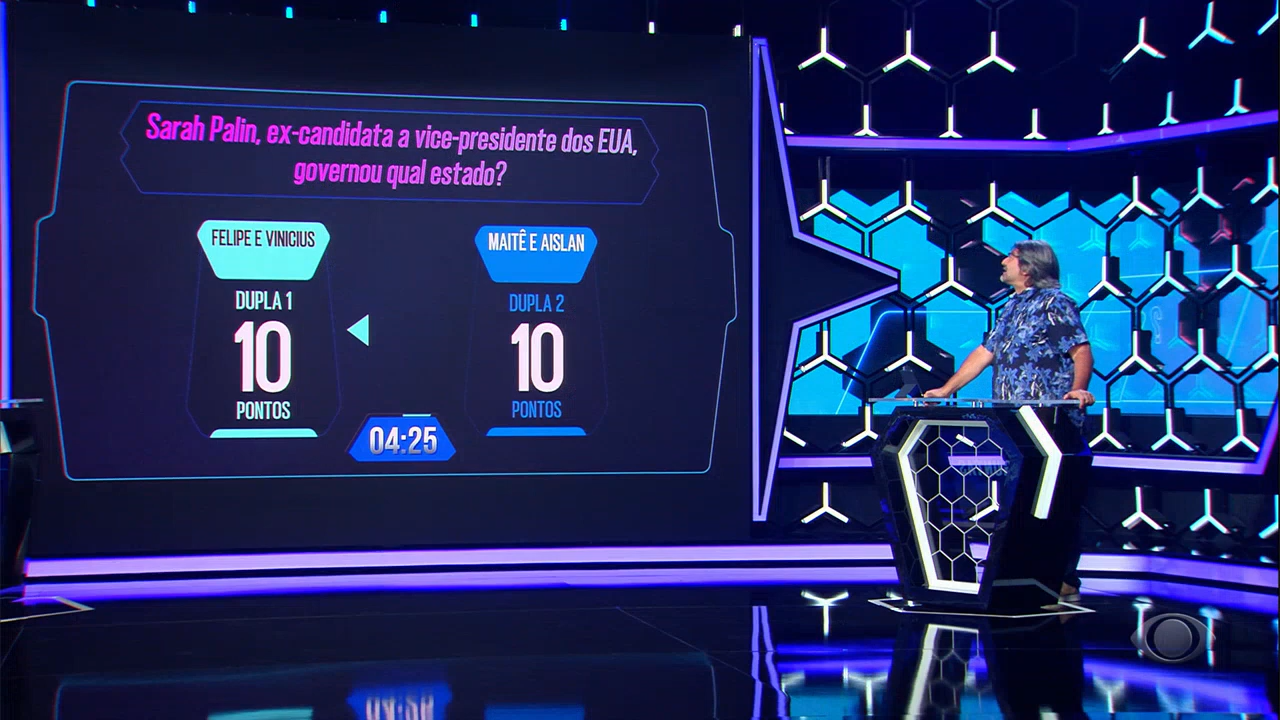 Sarah Palin, ex-candidata a vice-presidente dos EUA,
governou qual estado?
FELIPE E VINICIUS
MAITÊ E AISLAN
DUPLA 1
DUPLA 2
10
10
PONTOS
PONTOS
04:25